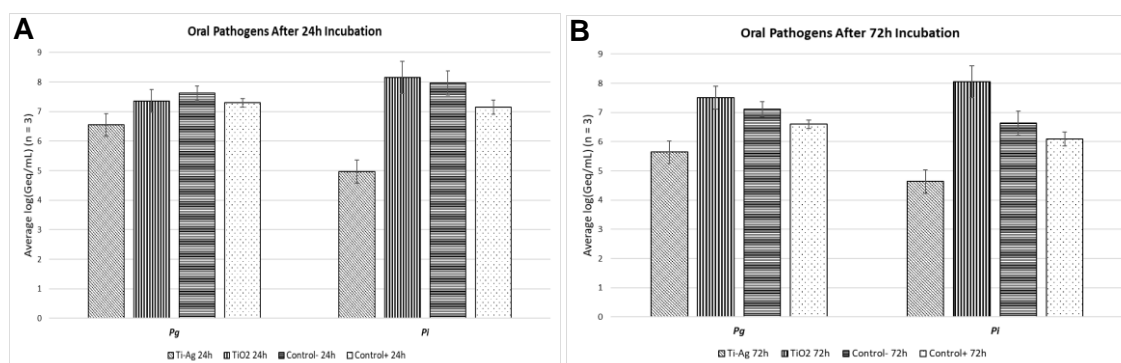 A
Oral Pathogens After 24h Incubation
Average log(Geq/mL) (n = 3)
9
8
7
6
5
4
3
2
1
0
Pg
Pi
Ti-Ag 24h
TiO2 24h
Control- 24h
Control+ 24h
B
Oral Pathogens After 72h Incubation
Average log(Geq/mL) (n = 3)
9
8
7
6
5
4
3
2
1
0
Pg
Pi
Ti-Ag 72h
TiO2 72h
Control- 72h
Control+ 72h